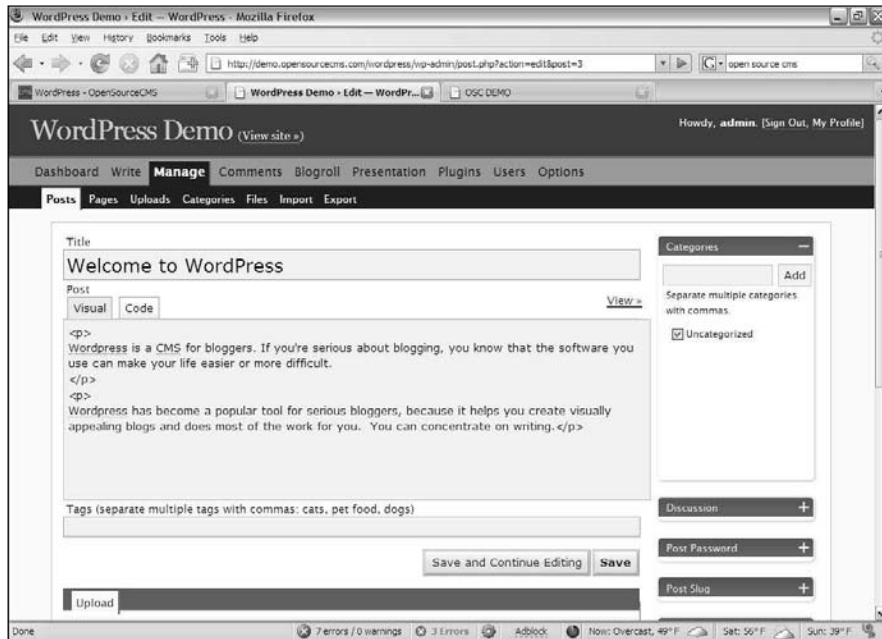 WordPress Demo › Edit — WordPress - Mozilla Firefox
File Edit View History Bookmarks Tools Help
http://demo.opensourcecms.com/wordpress/wp-admin/post.php?action=edit&post=3
G open source cms
WordPress - OpenSourceCMS
WordPress Demo › Edit — WordPr...
OSC DEMO
WordPress Demo (View site »)
Howdy, admin. [Sign Out, My Profile]
Dashboard Write Manage Comments Blogroll Presentation Plugins Users Options
Posts Pages Uploads Categories Files Import Export
Title
Welcome to WordPress
Post
Visual Code
View »
<p>
Wordpress is a CMS for bloggers. If you're serious about blogging, you know that the software you
use can make your life easier or more difficult.
</p>
<p>
Wordpress has become a popular tool for serious bloggers, because it helps you create visually
appealing blogs and does most of the work for you. You can concentrate on writing.</p>
Tags (separate multiple tags with commas: cats, pet food, dogs)
Save and Continue Editing Save
Upload
Categories
Add
Separate multiple categories
with commas.
Uncategorized
Discussion
Post Password
Post Slug
Done
7 errors / 0 warnings
3 Errors
Adblock
Now: Overcast, 49° F
Sat: 56° F
Sun: 39° F